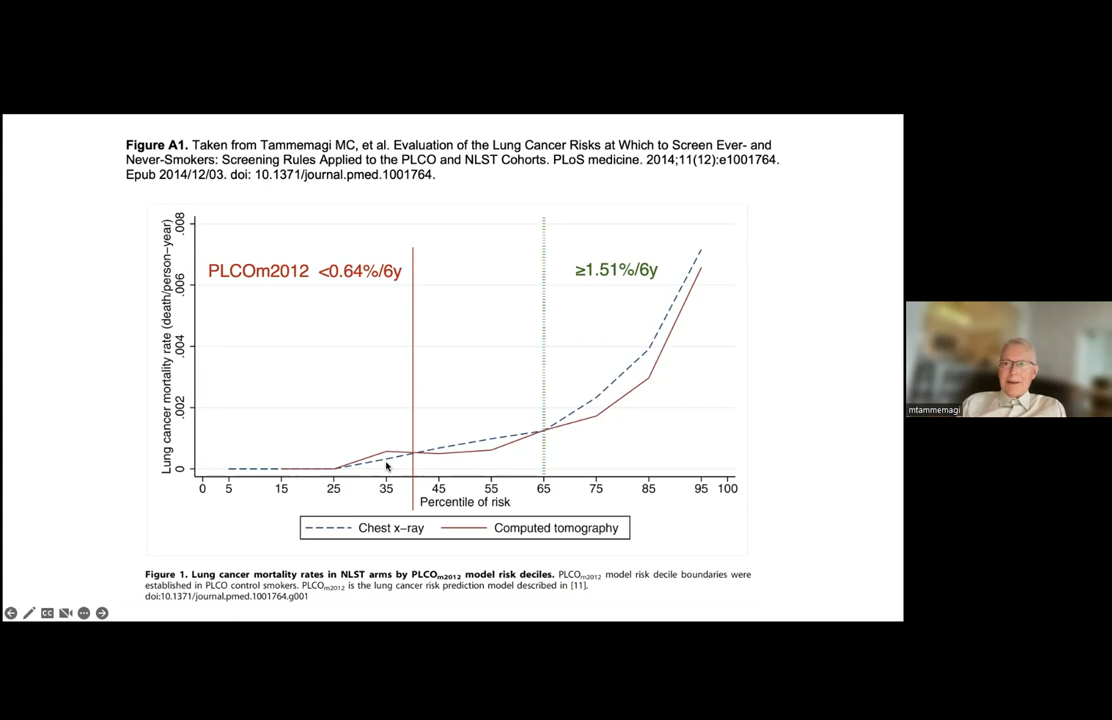 Figure A1. Taken from Tammemagi MC, et al. Evaluation of the Lung Cancer Risks at Which to Screen Ever- and
Never-Smokers: Screening Rules Applied to the PLCO and NLST Cohorts. PLoS medicine. 2014;11(12):e1001764.
Epub 2014/12/03. doi: 10.1371/journal.pmed.1001764.
Lung cancer mortality rate (death/person−year)
.008
.006
.004
.002
0
PLCOm2012 <0.64%/6y
≥1.51%/6y
0 5 15 25 35 45 55 65 75 85 95 100
Percentile of risk
Chest x−ray
Computed tomography
Figure 1. Lung cancer mortality rates in NLST arms by PLCOm2012 model risk deciles. PLCOm2012 model risk decile boundaries were
established in PLCO control smokers. PLCOm2012 is the lung cancer risk prediction model described in [11].
doi:10.1371/journal.pmed.1001764.g001
CC
mtammemagi